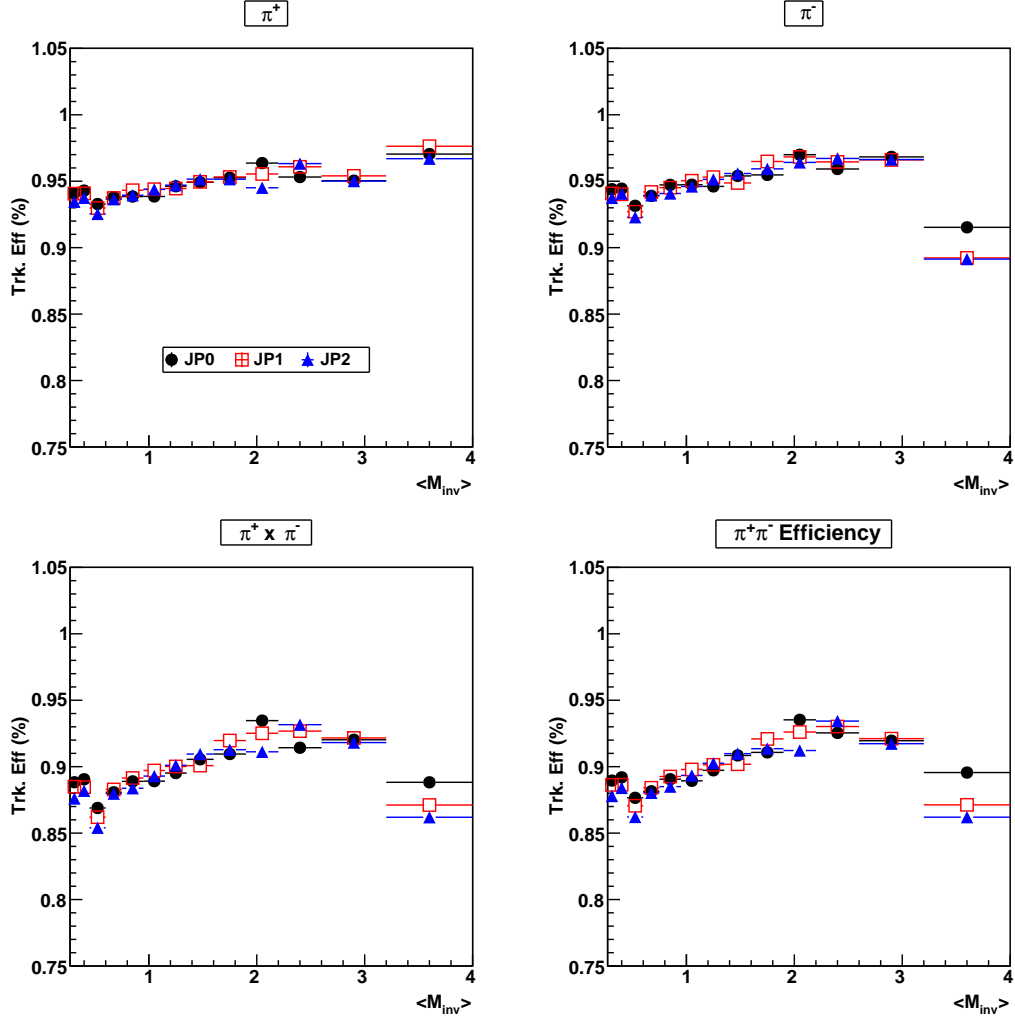 π⁺
1.05
1
0.95
0.9
0.85
0.8
0.75
Trk. Eff (%)
JP0 JP1 JP2
1 2 3 4
<M_inv>
π⁻
1.05
1
0.95
0.9
0.85
0.8
0.75
Trk. Eff (%)
1 2 3 4
<M_inv>
π⁺ x π⁻
1.05
1
0.95
0.9
0.85
0.8
0.75
Trk. Eff (%)
1 2 3 4
<M_inv>
π⁺π⁻ Efficiency
1.05
1
0.95
0.9
0.85
0.8
0.75
Trk. Eff (%)
1 2 3 4
<M_inv>